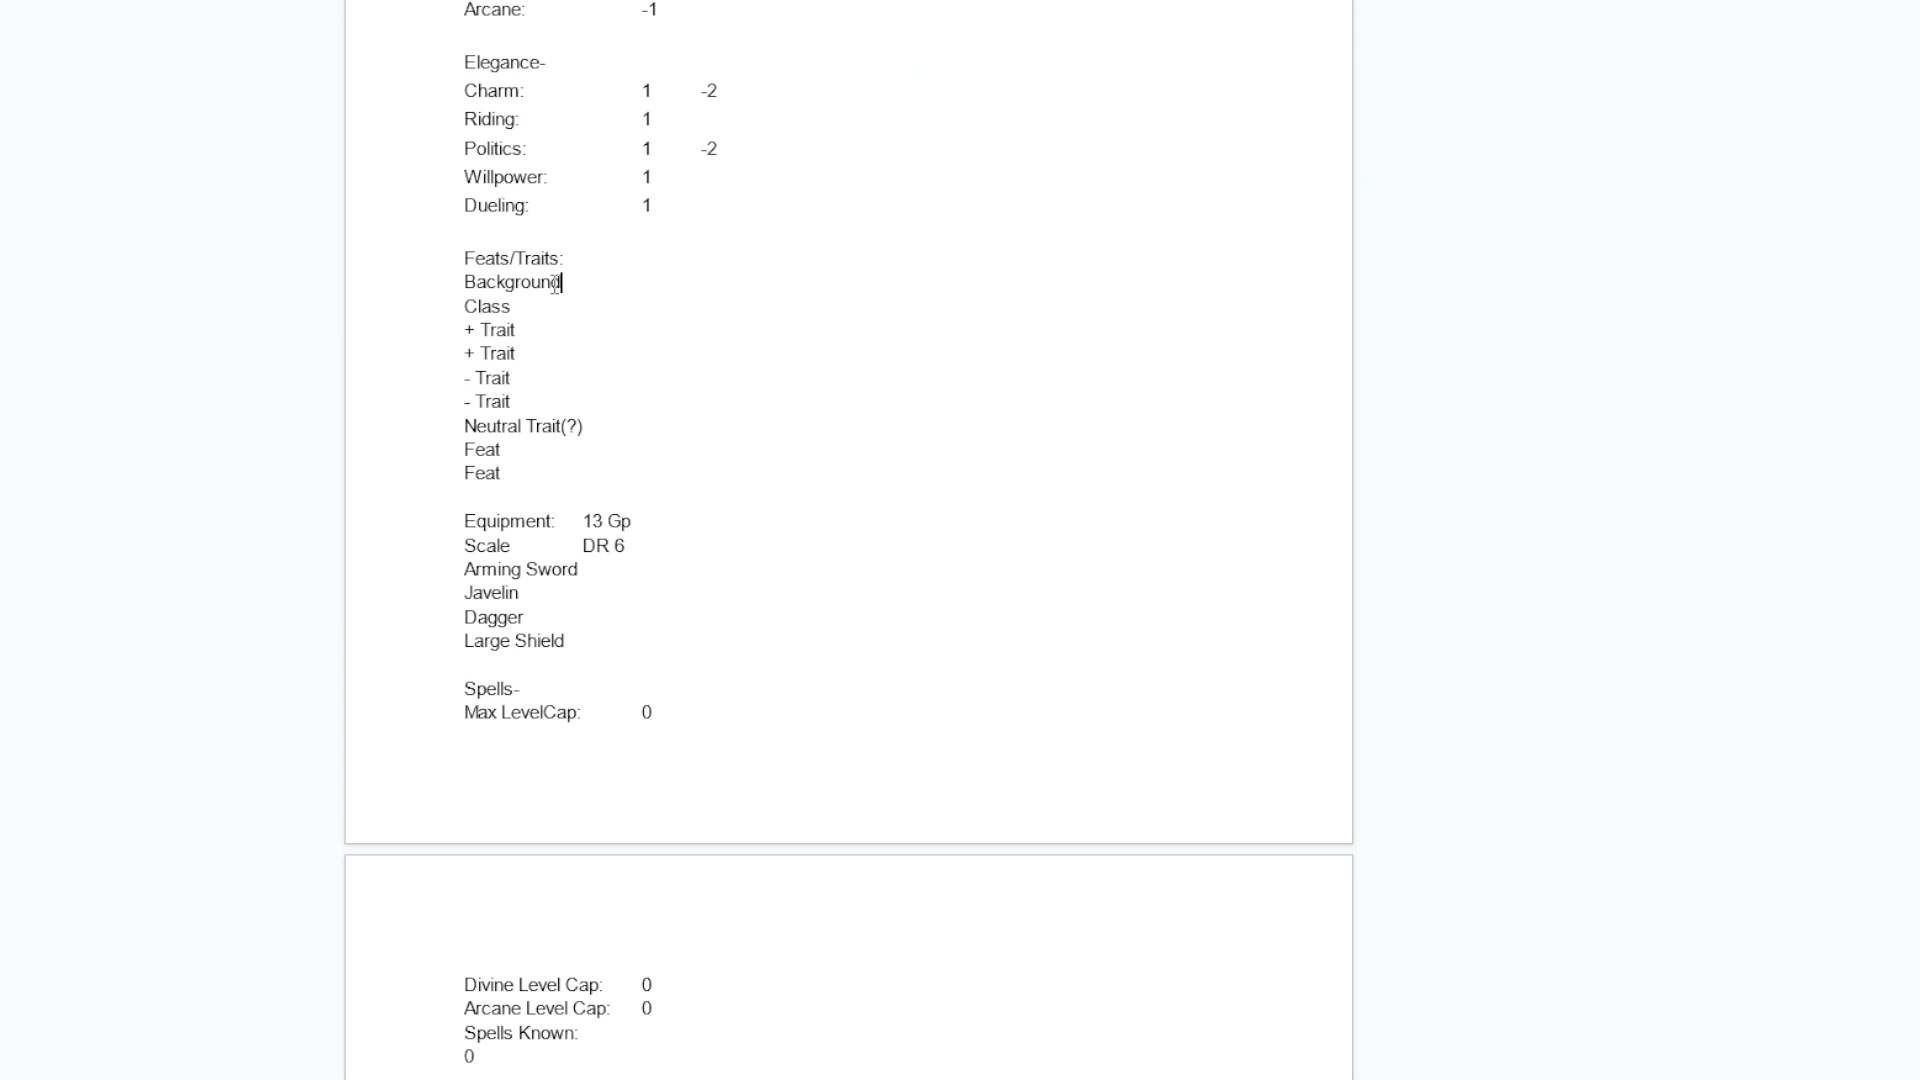 Arcane: -1
Elegance-
Charm: 1 -2
Riding: 1
Politics: 1 -2
Willpower: 1
Dueling: 1
Feats/Traits:
Background
Class
+ Trait
+ Trait
- Trait
- Trait
Neutral Trait(?)
Feat
Feat
Equipment: 13 Gp
Scale DR 6
Arming Sword
Javelin
Dagger
Large Shield
Spells-
Max LevelCap: 0
Divine Level Cap: 0
Arcane Level Cap: 0
Spells Known:
0